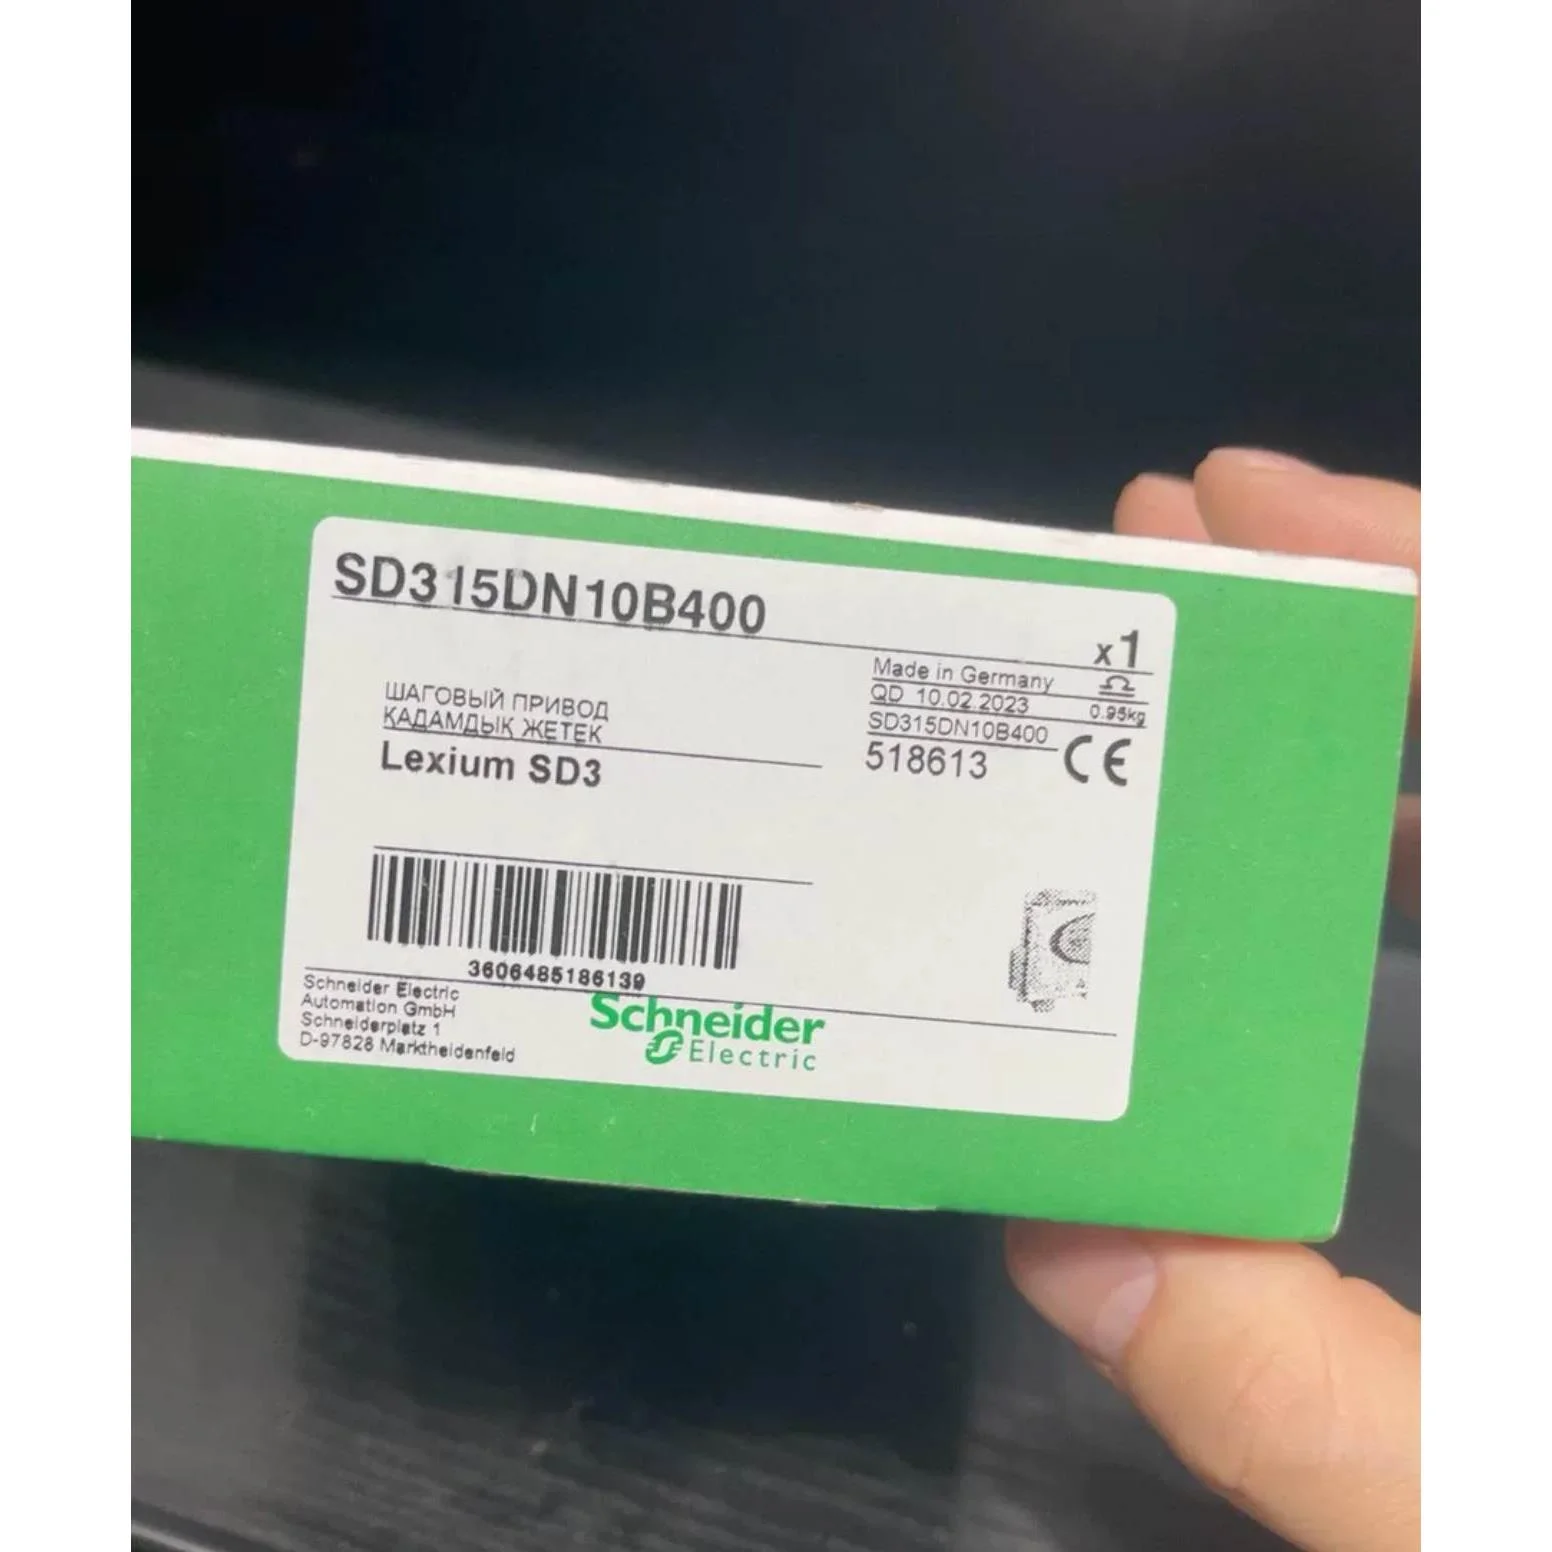 SD315DN10B400
x1
Made in Germany
QD 10.02.2023
0.95kg
SD315DN10B400
518613
CE
ШАГОВЫЙ ПРИВОД
ҚАДАМДЫҚ ЖЕТЕК
Lexium SD3
3606485186139
Schneider Electric
Automation GmbH
Schneiderplatz 1
D-97828 Marktheidenfeld
Schneider
Electric